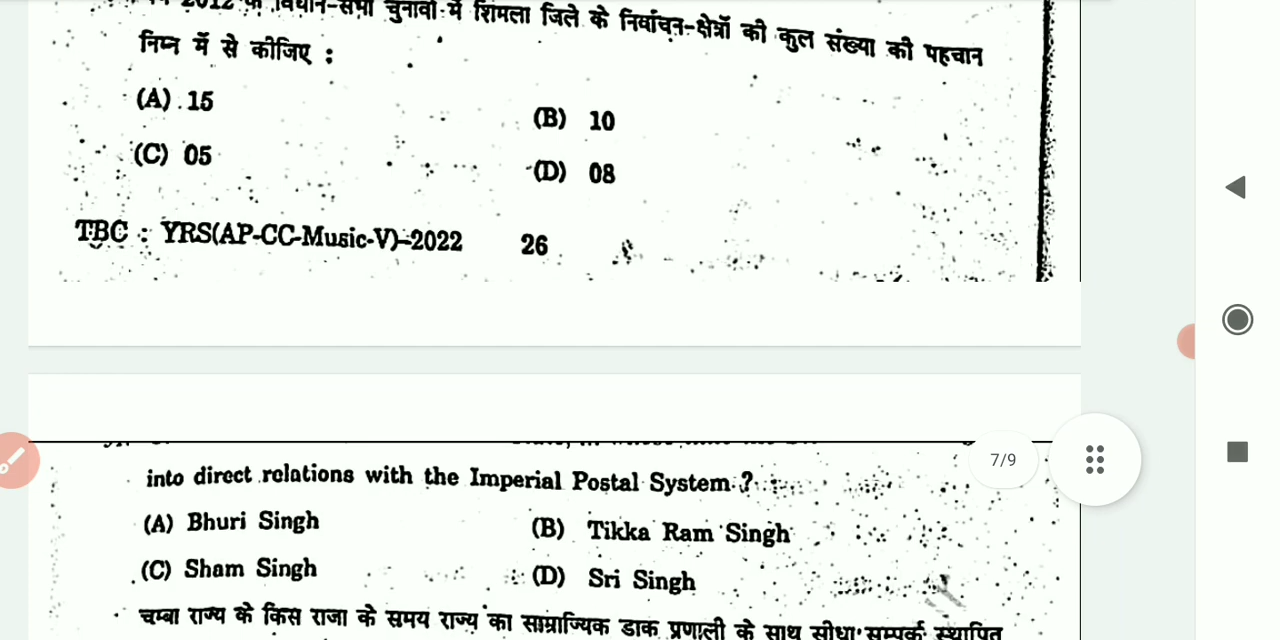 2012 के विधान-सभा चुनावों में शिमला जिले के निर्वाचन-क्षेत्रों की कुल संख्या की पहचान
निम्न में से कीजिए :
(A) 15
(B) 10
(C) 05
(D) 08
TBC : YRS(AP-CC-Music-V)-2022 26
7/9
into direct relations with the Imperial Postal System ?
(A) Bhuri Singh
(B) Tikka Ram Singh
(C) Sham Singh
(D) Sri Singh
चम्बा राज्य के किस राजा के समय राज्य का साम्राज्यिक डाक प्रणाली के साथ सीधा सम्पर्क स्थापित